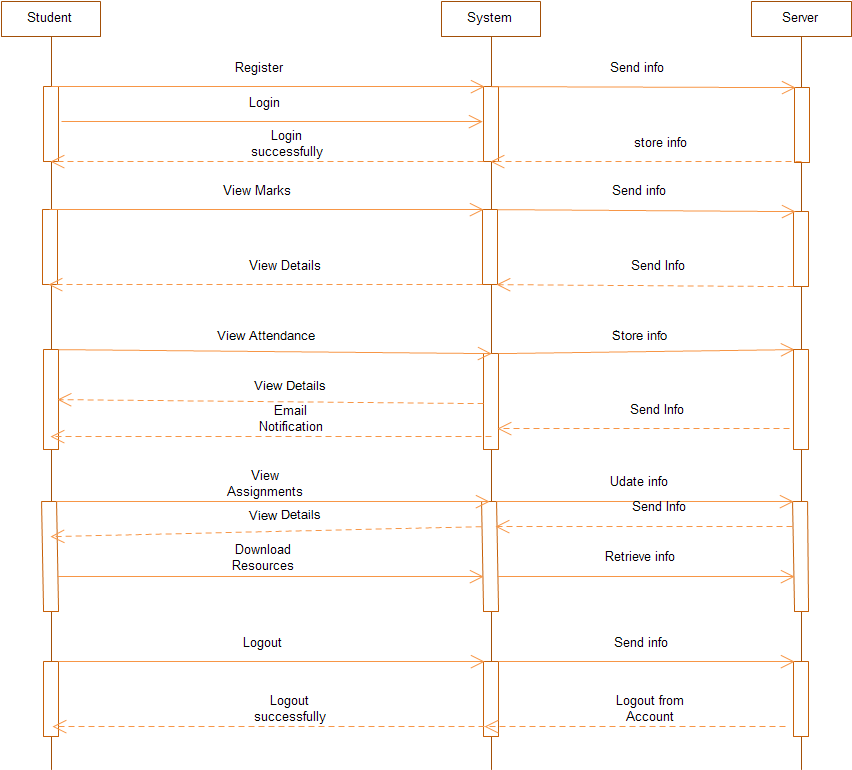 Student
System
Server
Register
Send info
Login
Login
successfully
store info
View Marks
Send info
View Details
Send Info
View Attendance
Store info
View Details
Email
Notification
Send Info
View
Assignments
Udate info
Send Info
View Details
Download
Resources
Retrieve info
Logout
Send info
Logout
successfully
Logout from
Account